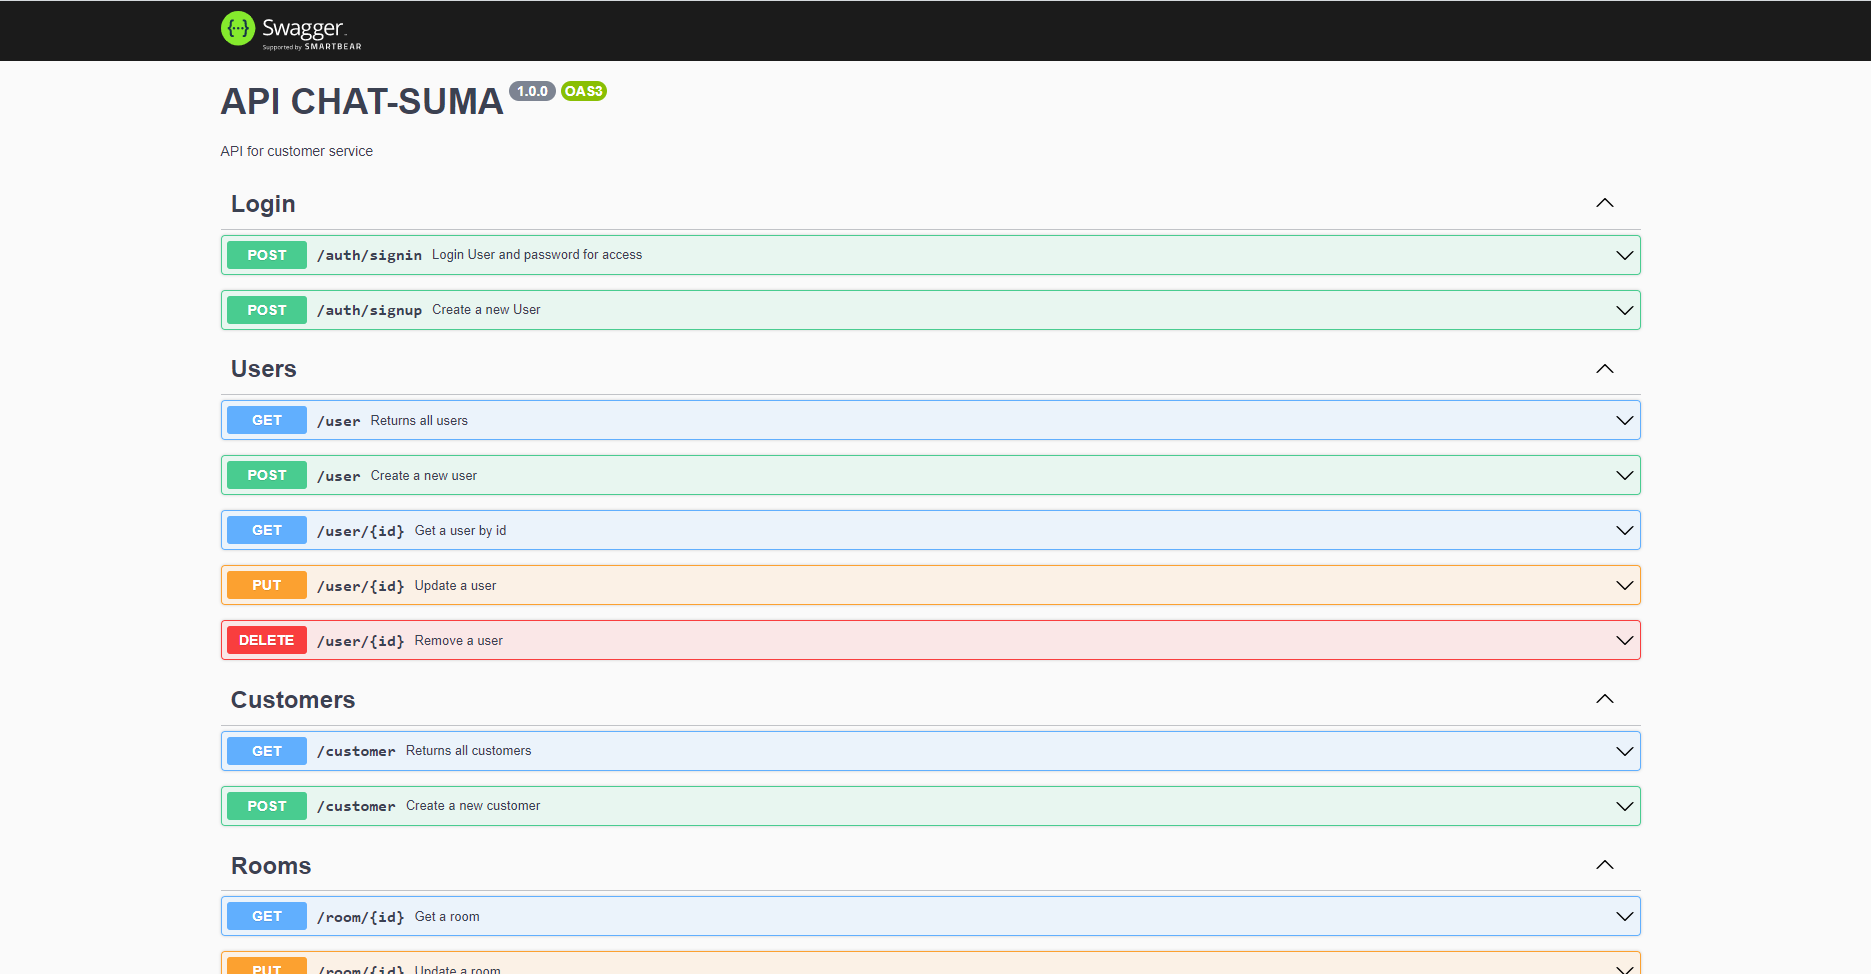 Swagger
Supported by SMARTBEAR
API CHAT-SUMA 1.0.0 OAS3
API for customer service
Login
POST /auth/signin Login User and password for access
POST /auth/signup Create a new User
Users
GET /user Returns all users
POST /user Create a new user
GET /user/{id} Get a user by id
PUT /user/{id} Update a user
DELETE /user/{id} Remove a user
Customers
GET /customer Returns all customers
POST /customer Create a new customer
Rooms
GET /room/{id} Get a room
PUT /room/{id} Update a room